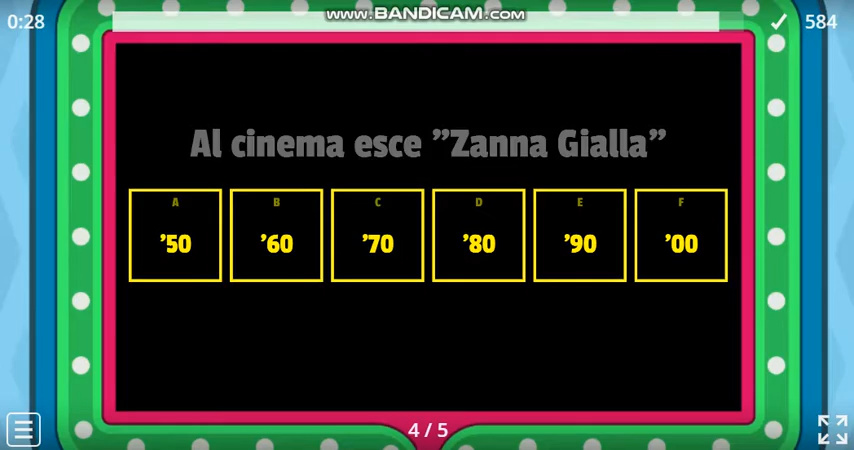 www.BANDICAM.com
0:28
584
Al cinema esce "Zanna Gialla"
A B C D E F
'50 '60 '70 '80 '90 '00
4 / 5